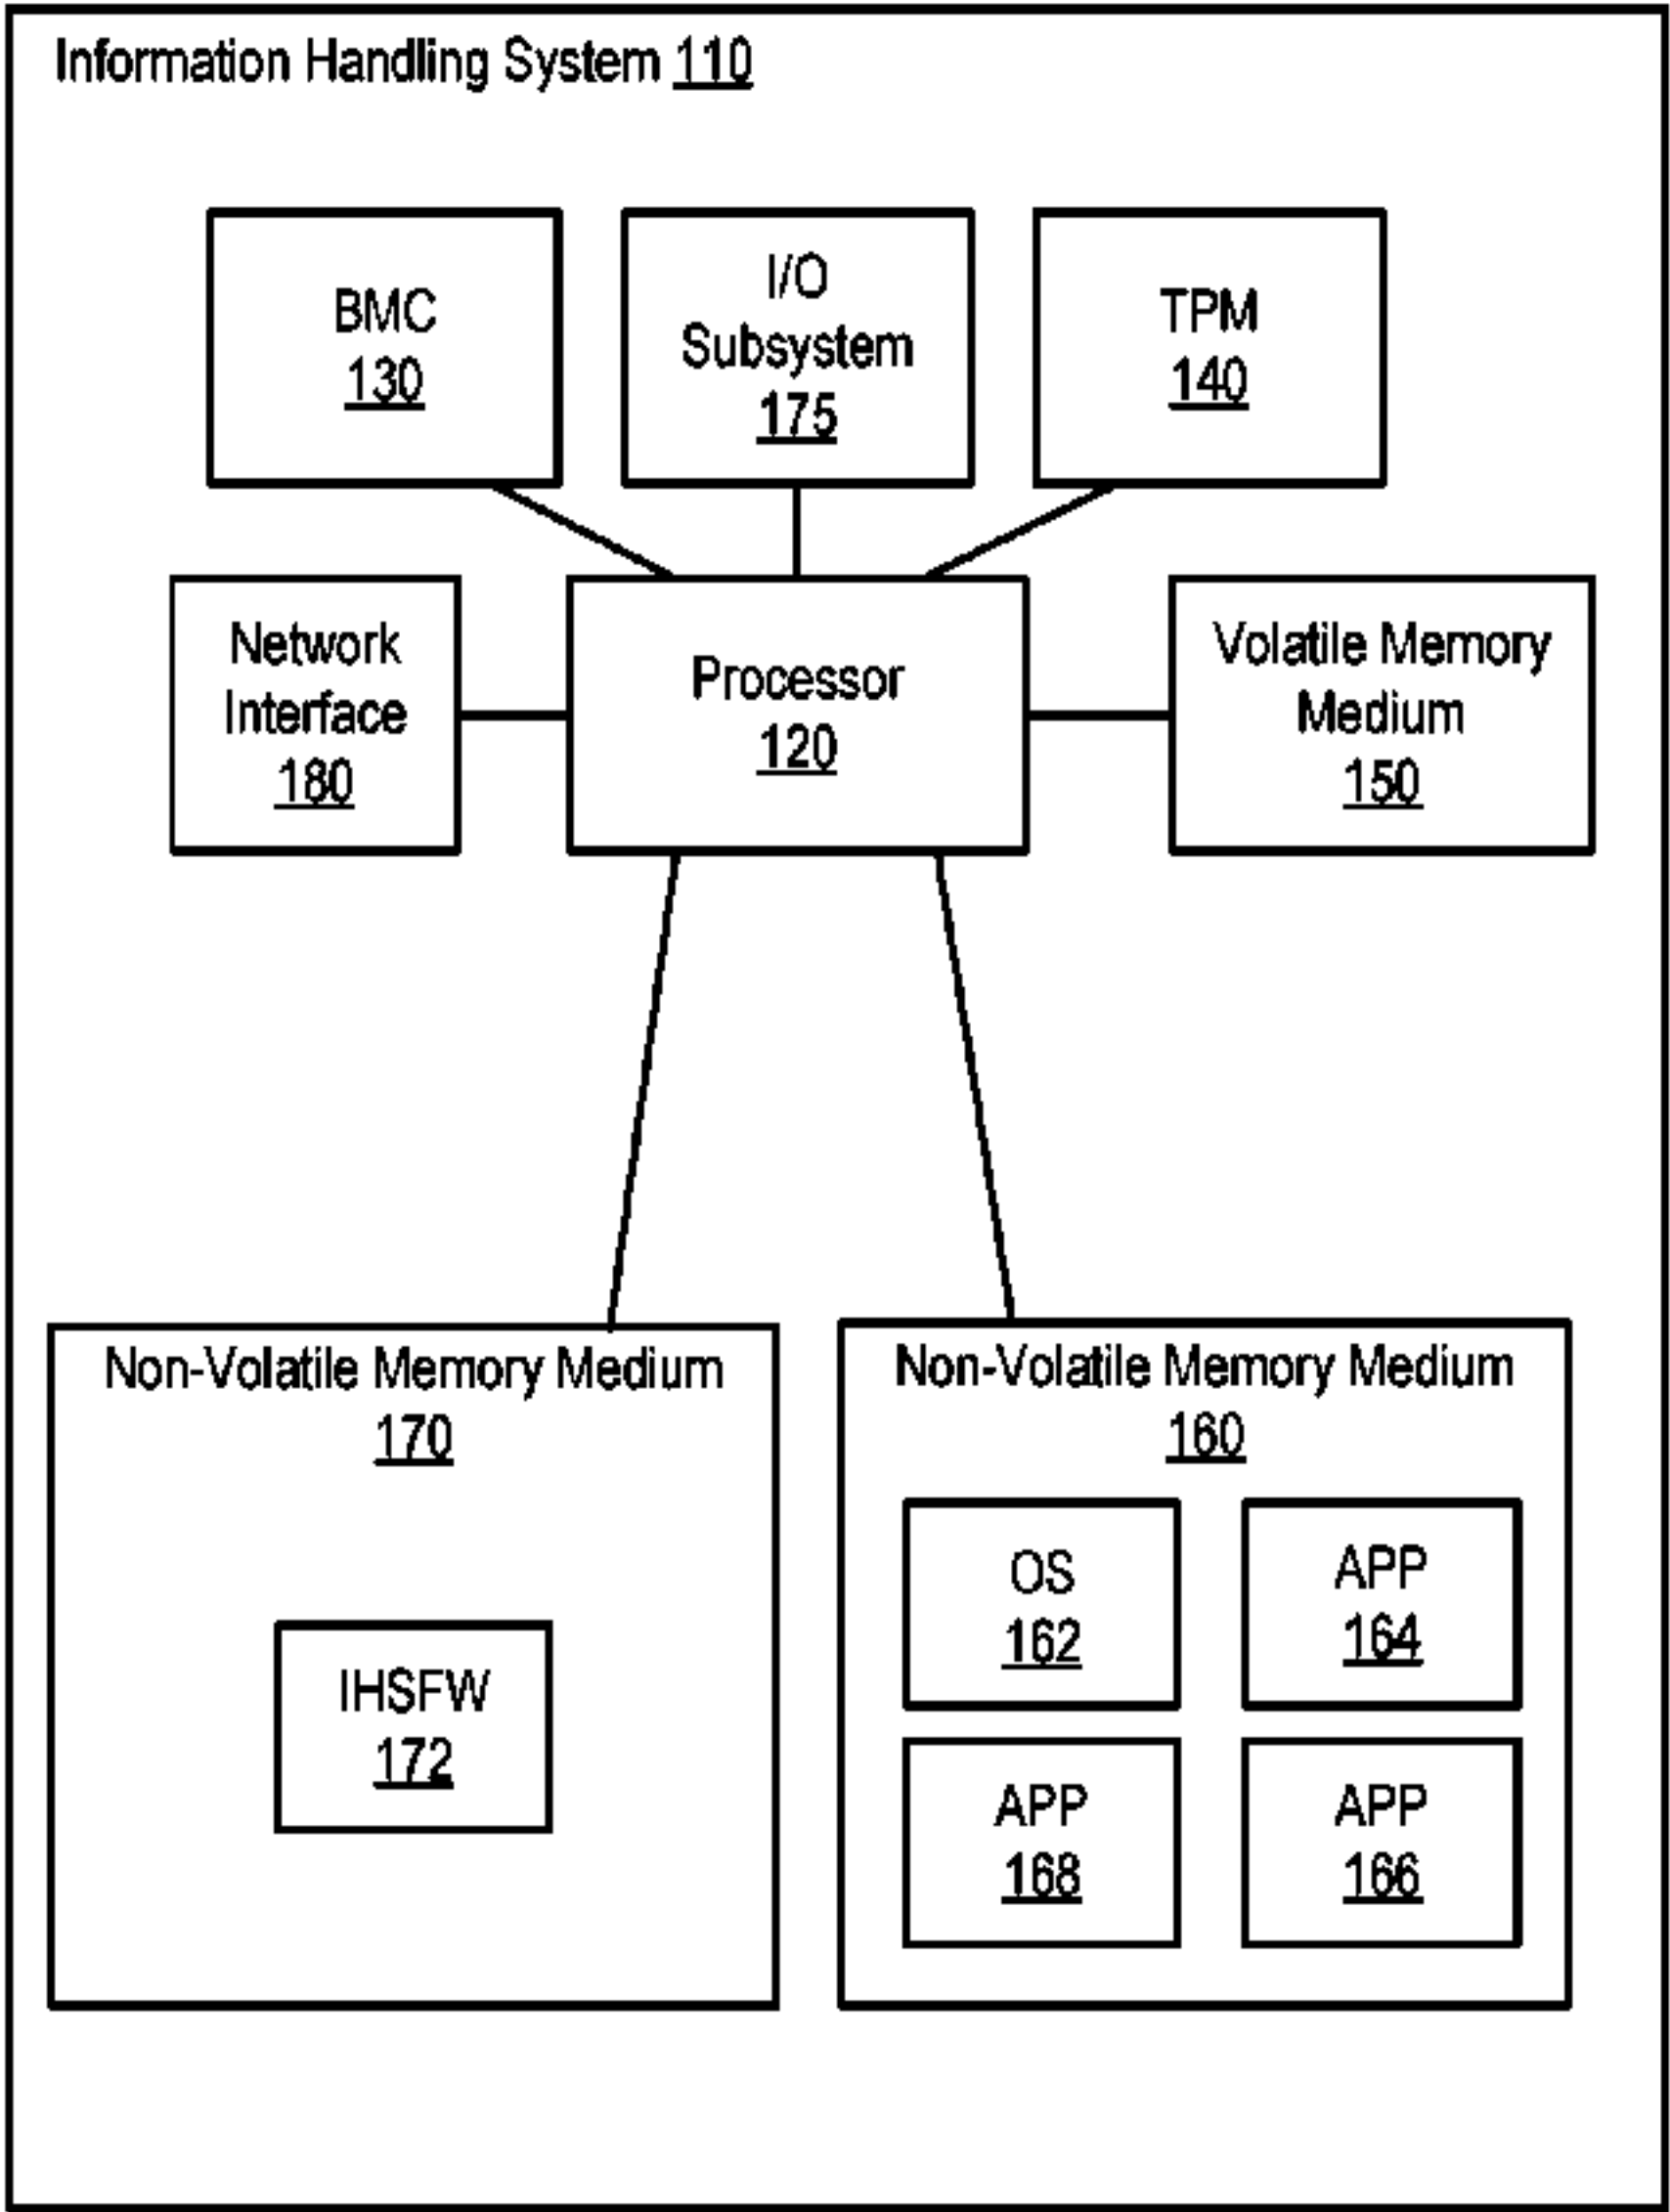 Information Handling System 110
BMC
130
I/O
Subsystem
175
TPM
140
Network
Interface
180
Processor
120
Volatile Memory
Medium
150
Non-Volatile Memory Medium
170
IHSFW
172
Non-Volatile Memory Medium
160
OS
162
APP
164
APP
168
APP
166